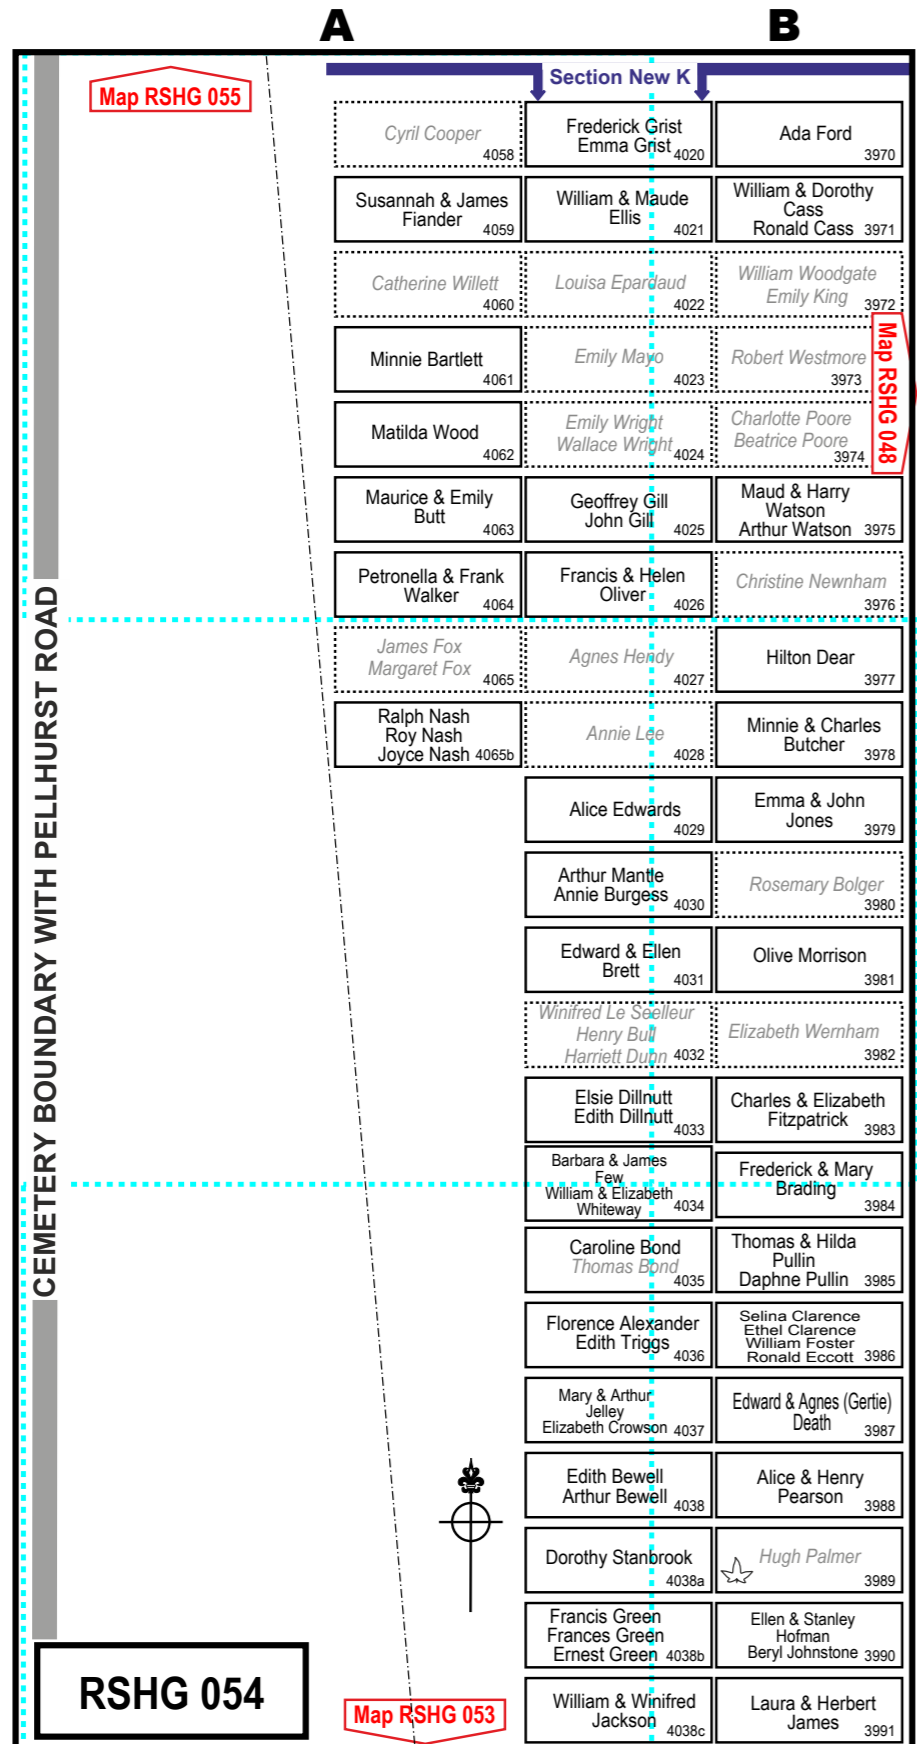 A
B
Map RSHG 055
Section New K
Cyril Cooper
4058
Frederick Grist
Emma Grist 4020
Ada Ford
3970
Susannah & James
Fiander
4059
William & Maude
Ellis
4021
William & Dorothy
Cass
Ronald Cass 3971
Catherine Willett
4060
Louisa Epardaud
4022
William Woodgate
Emily King
3972
Map RSHG 048
Minnie Bartlett
4061
Emily Mayo
4023
Robert Westmore
3973
Matilda Wood
4062
Emily Wright
Wallace Wright 4024
Charlotte Poore
Beatrice Poore
3974
Maurice & Emily
Butt
4063
Geoffrey Gill
John Gill
4025
Maud & Harry
Watson
Arthur Watson 3975
Petronella & Frank
Walker
4064
Francis & Helen
Oliver
4026
Christine Newnham
3976
James Fox
Margaret Fox 4065
Agnes Hendy
4027
Hilton Dear
3977
Ralph Nash
Roy Nash
Joyce Nash 4065b
Annie Lee
4028
Minnie & Charles
Butcher
3978
Alice Edwards
4029
Emma & John
Jones
3979
Arthur Mantle
Annie Burgess 4030
Rosemary Bolger
3980
Edward & Ellen
Brett
4031
Olive Morrison
3981
Winifred Le Seelleur
Henry Bull
Harriett Dunn 4032
Elizabeth Wernham
3982
Elsie Dillnutt
Edith Dillnutt
4033
Charles & Elizabeth
Fitzpatrick
3983
Barbara & James
Few
William & Elizabeth
Whiteway 4034
Frederick & Mary
Brading
3984
Caroline Bond
Thomas Bond
4035
Thomas & Hilda
Pullin
Daphne Pullin 3985
Florence Alexander
Edith Triggs
4036
Selina Clarence
Ethel Clarence
William Foster
Ronald Eccott 3986
Mary & Arthur
Jelley
Elizabeth Crowson 4037
Edward & Agnes (Gertie)
Death
3987
Edith Bewell
Arthur Bewell 4038
Alice & Henry
Pearson
3988
Dorothy Stanbrook
4038a
Hugh Palmer
3989
Francis Green
Frances Green
Ernest Green 4038b
Ellen & Stanley
Hofman
Beryl Johnstone 3990
William & Winifred
Jackson
4038c
Laura & Herbert
James
3991
CEMETERY BOUNDARY WITH PELLHURST ROAD
RSHG 054
Map RSHG 053